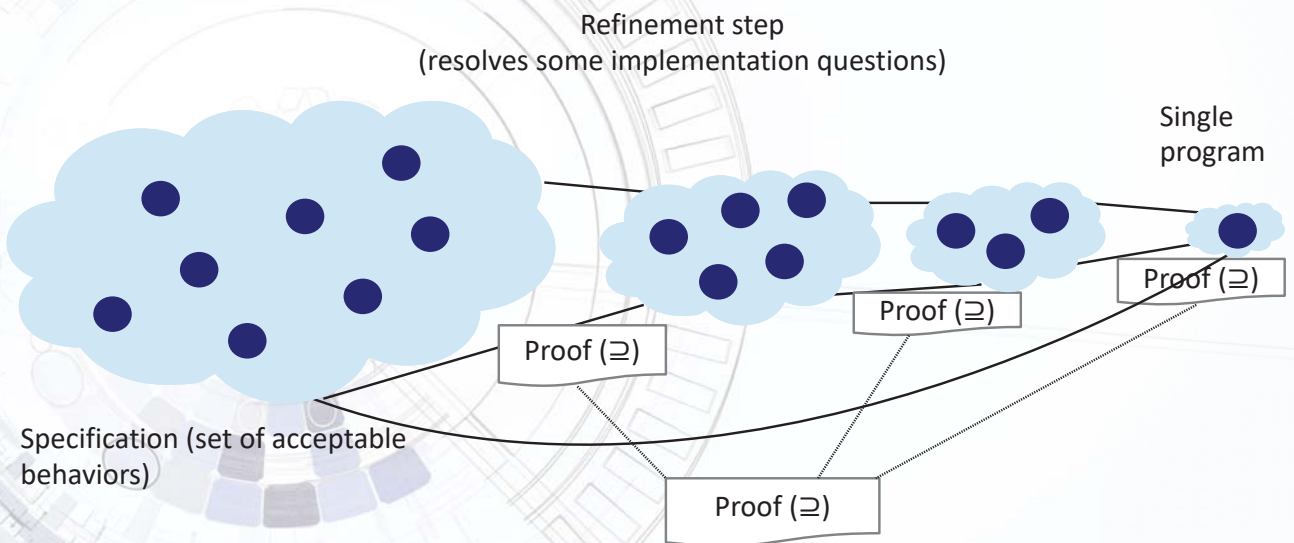 Refinement step
(resolves some implementation questions)
Single
program
Proof (⊇)
Proof (⊇)
Proof (⊇)
Specification (set of acceptable
behaviors)
Proof (⊇)